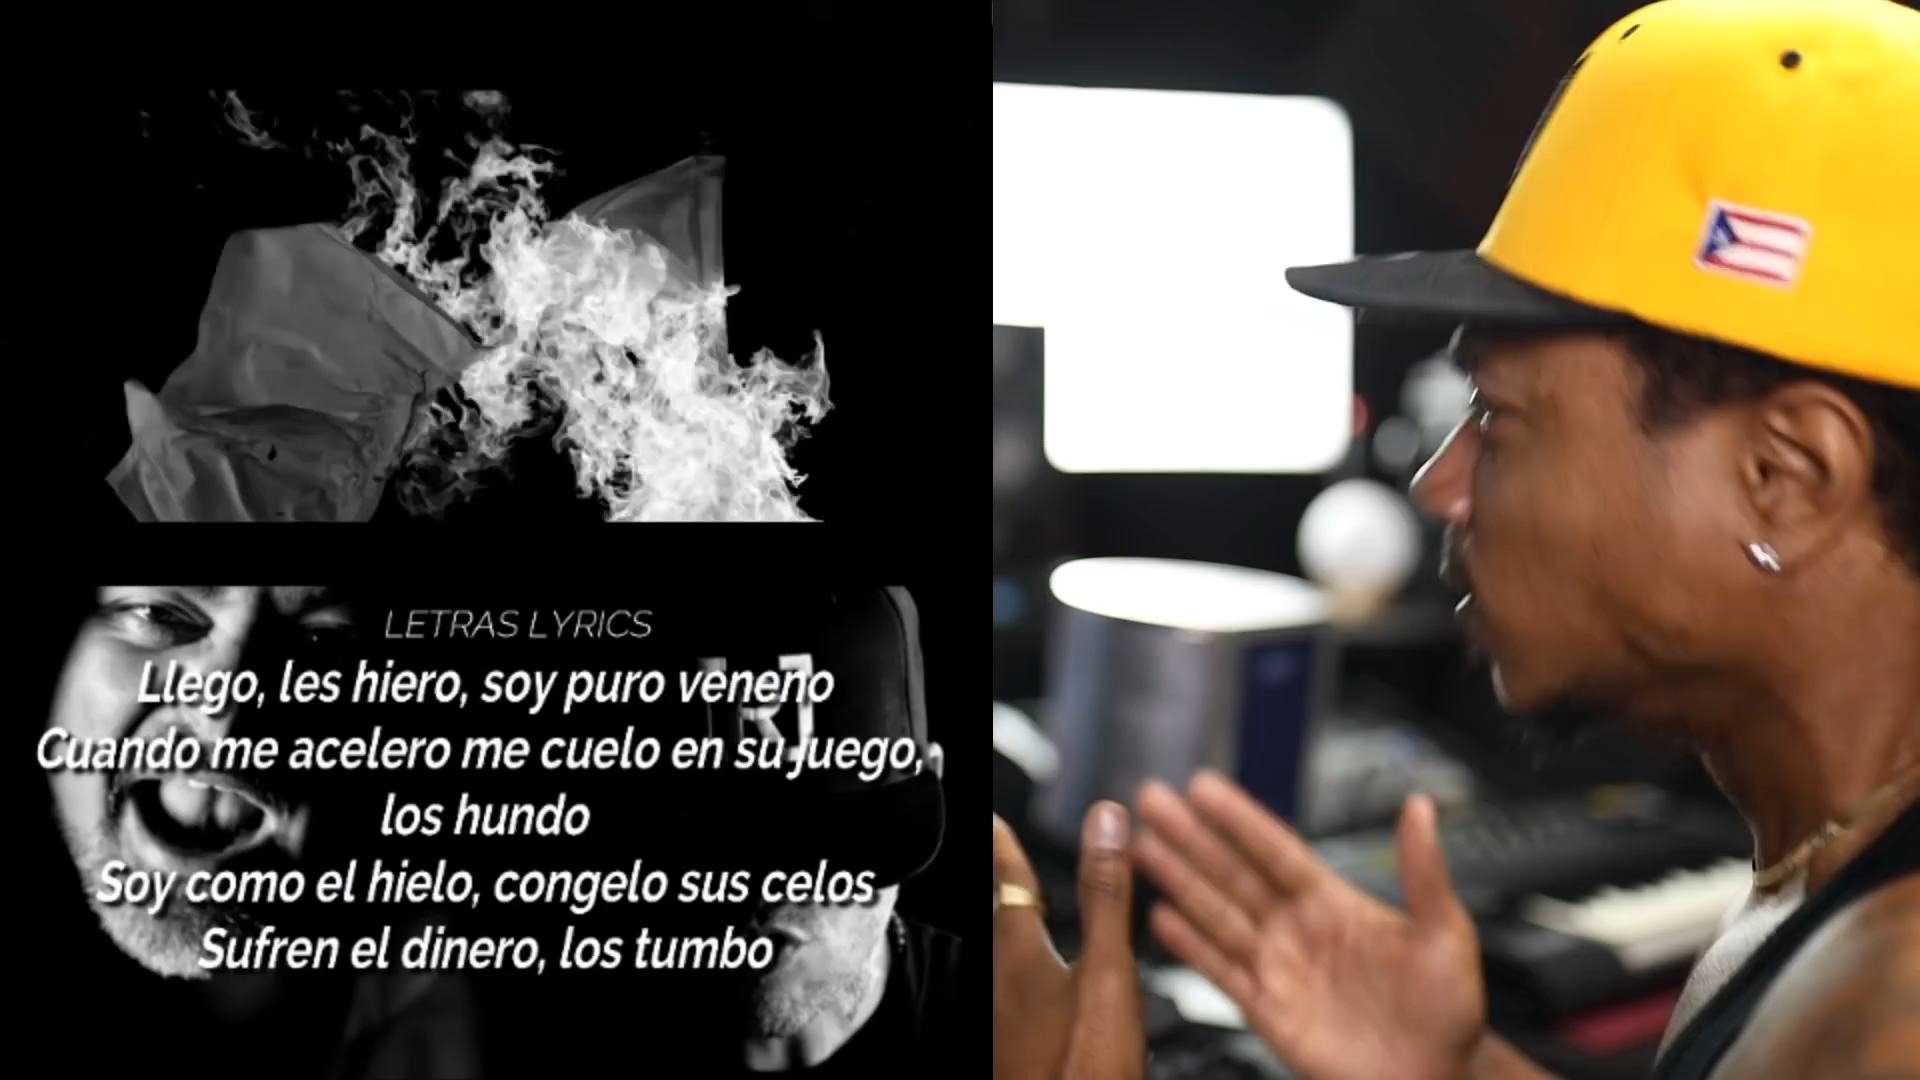 LETRAS LYRICS
Llego, les hiero, soy puro veneno
Cuando me acelero me cuelo en su juego,
los hundo
Soy como el hielo, congelo sus celos
Sufren el dinero, los tumbo